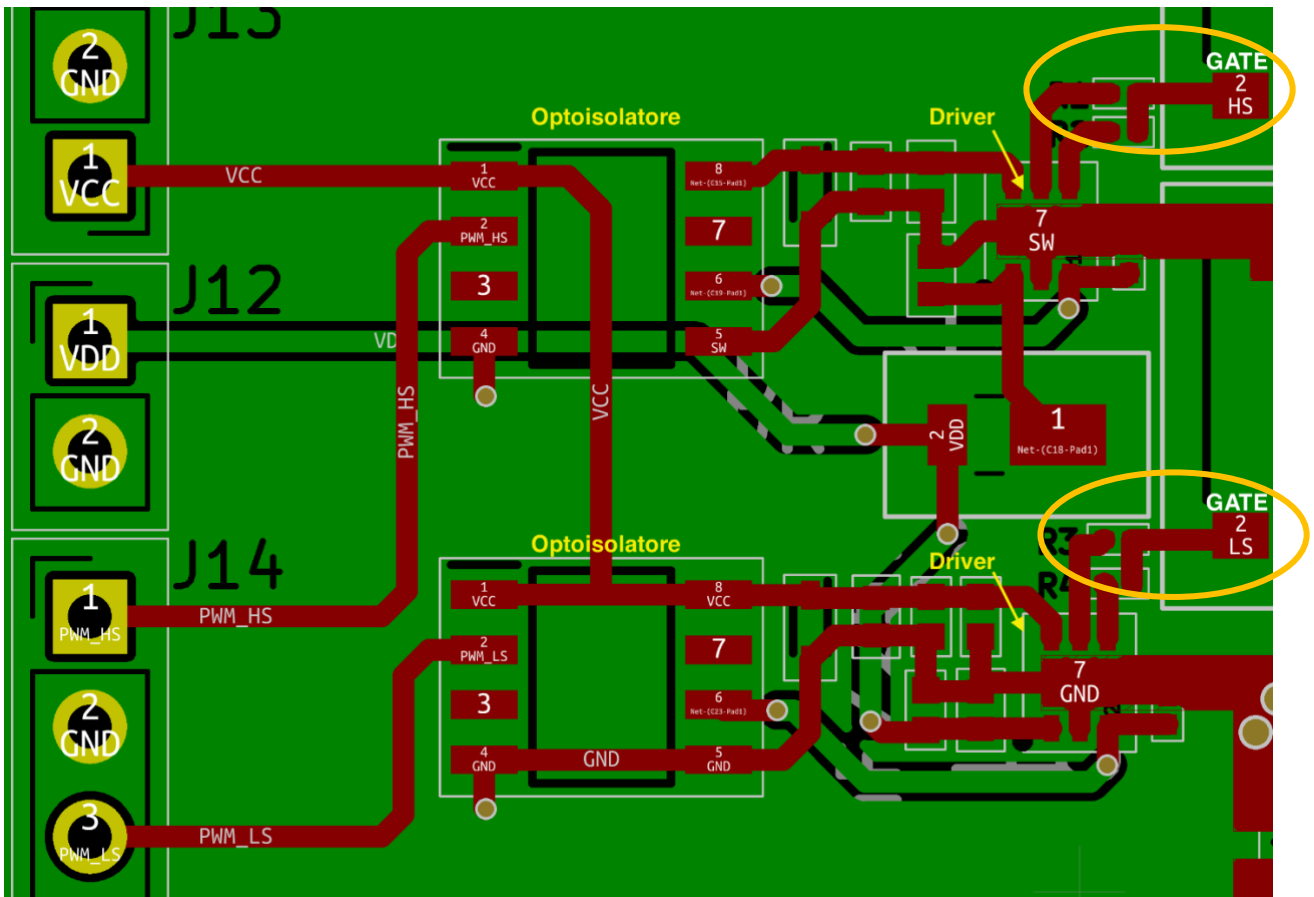 J13
2
GND
1
VCC
VCC
J12
1
VDD
2
GND
VD
J14
1
PWM_HS
PWM_HS
PWM_HS
2
GND
3
PWM_LS
PWM_LS
Optoisolatore
1
VCC
2
PWM_HS
3
4
GND
8
Net-(C15-Pad1)
7
6
Net-(C19-Pad1)
5
SW
VCC
Driver
7
SW
GATE
2
HS
2
VDD
1
Net-(C18-Pad1)
Optoisolatore
1
VCC
2
PWM_LS
3
4
GND
GND
8
VCC
7
6
Net-(C23-Pad1)
5
GND
R3
Driver
R4
7
GND
GATE
2
LS